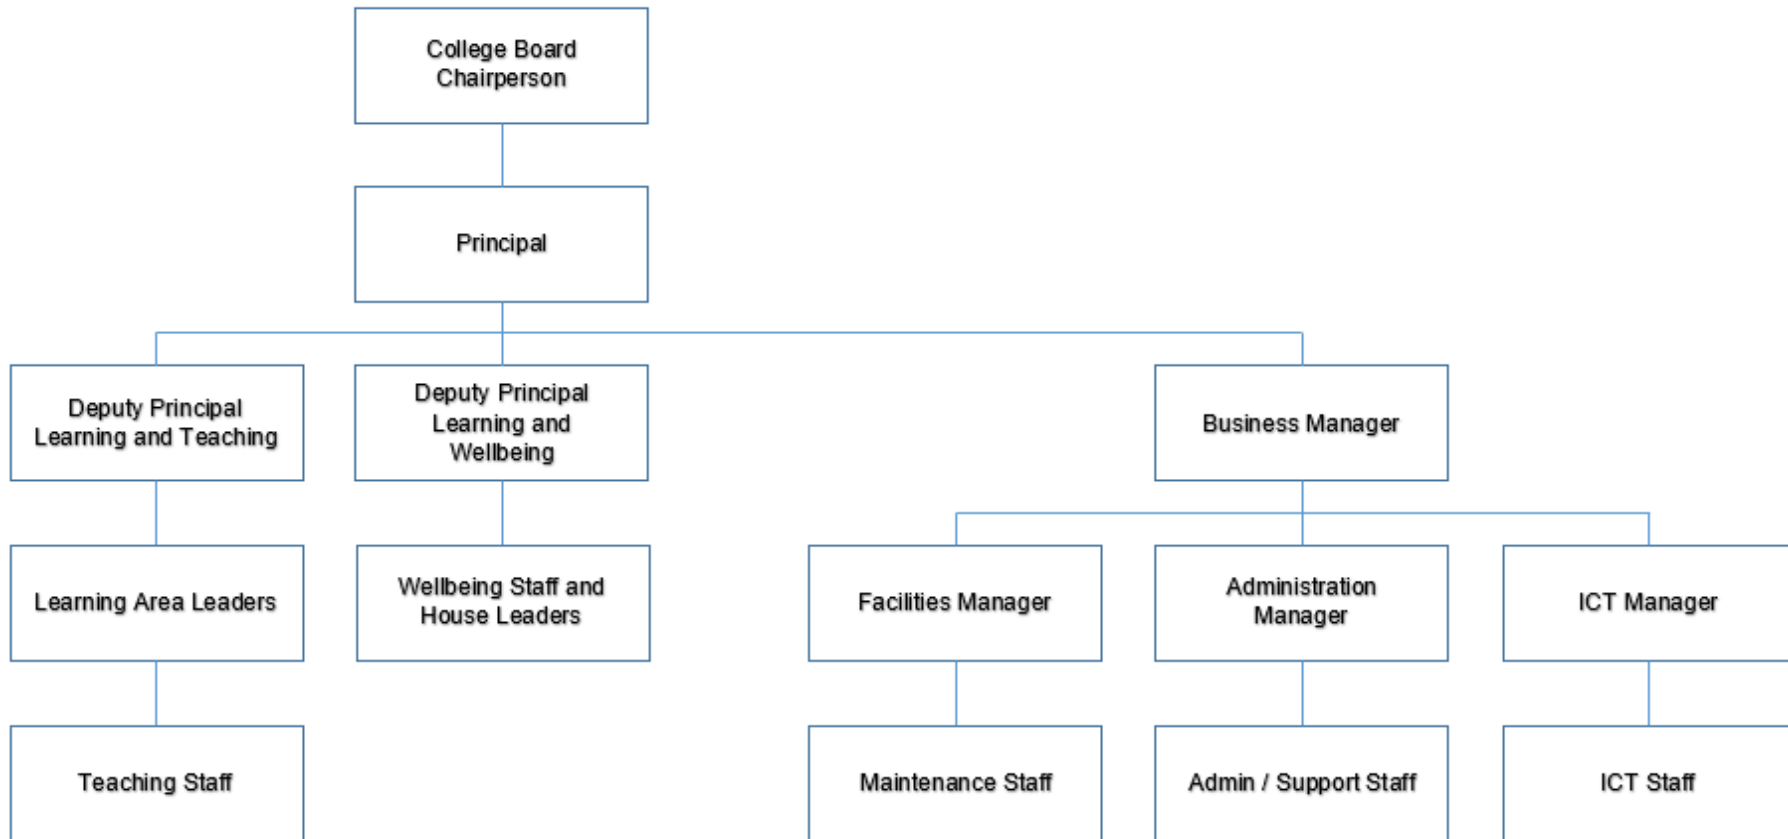 College Board
Chairperson
Principal
Deputy Principal
Learning and Teaching
Deputy Principal
Learning and
Wellbeing
Business Manager
Learning Area Leaders
Wellbeing Staff and
House Leaders
Facilities Manager
Administration
Manager
ICT Manager
Teaching Staff
Maintenance Staff
Admin / Support Staff
ICT Staff